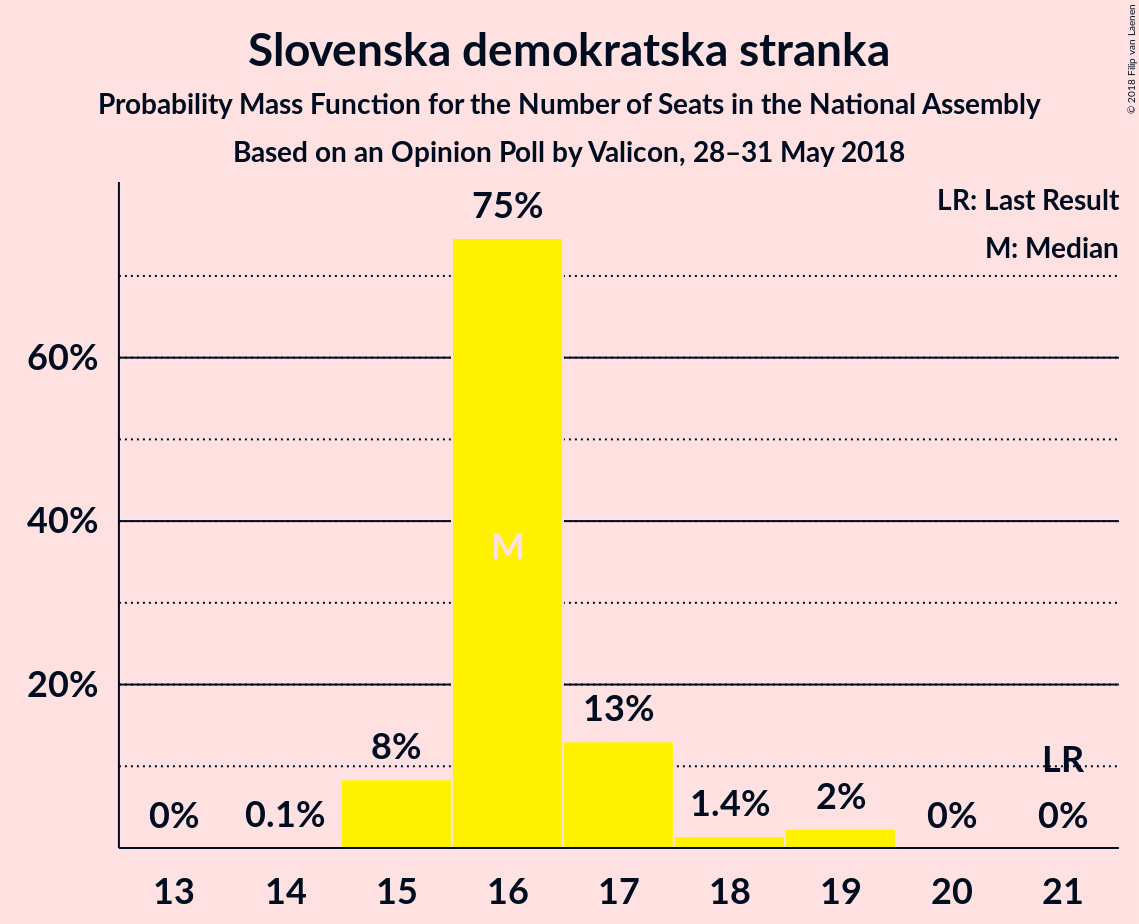 Slovenska demokratska stranka
Probability Mass Function for the Number of Seats in the National Assembly
Based on an Opinion Poll by Valicon, 28–31 May 2018
© 2018 Filip van Laenen
LR: Last Result
M: Median
75%
60%
40%
M
20%
13%
8%
LR
2%
1.4%
0%
0.1%
0%
0%
13 14 15 16 17 18 19 20 21